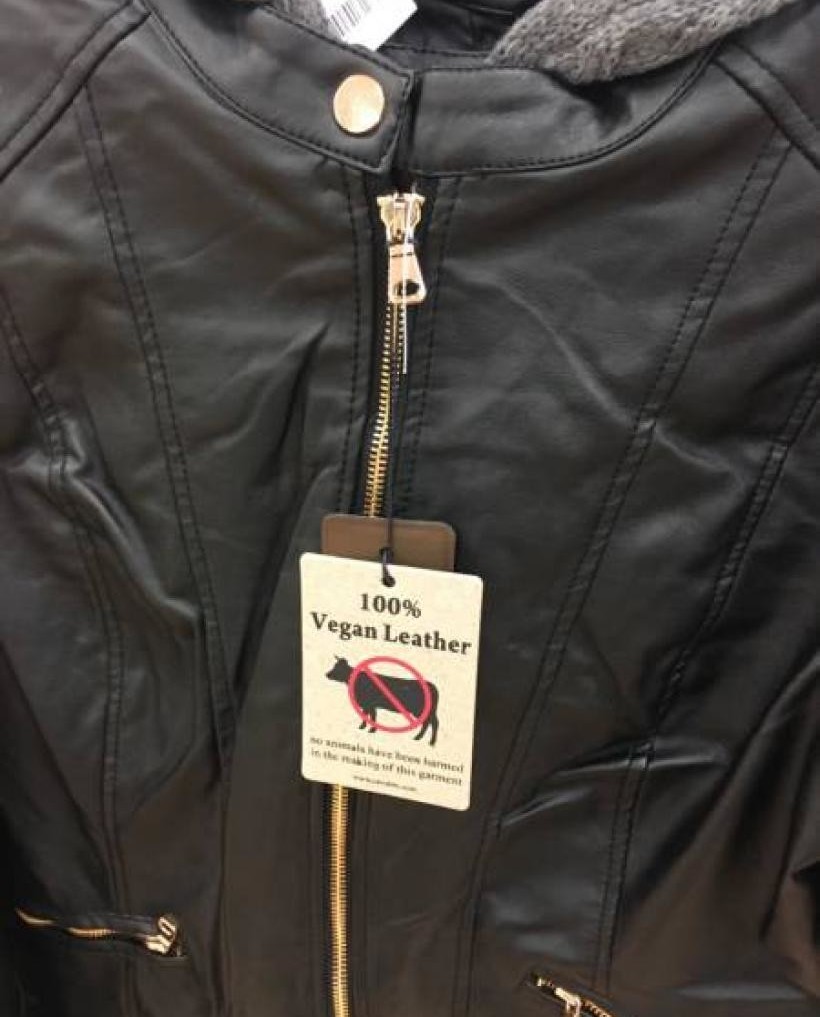 100%
Vegan Leather
no animals have been harmed
in the making of this garment